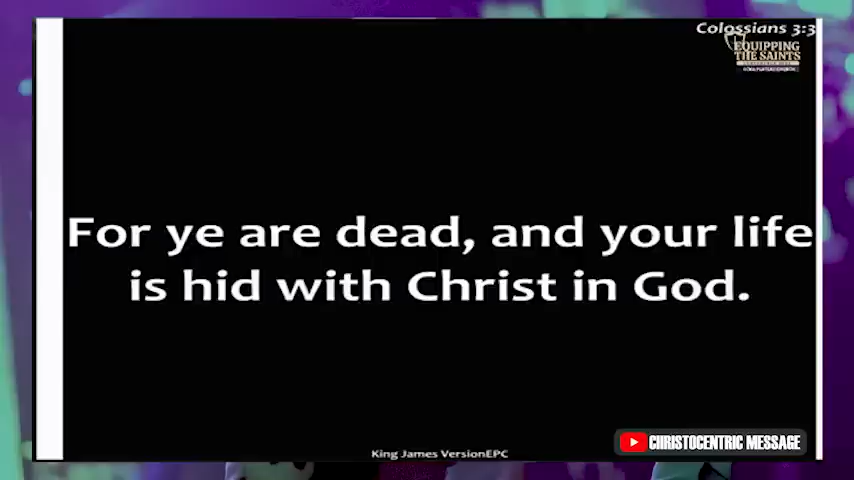 Colossians 3:3
EQUIPPING
THE SAINTS
For ye are dead, and your life
is hid with Christ in God.
CHRISTOCENTRIC MESSAGE
King James VersionEPC